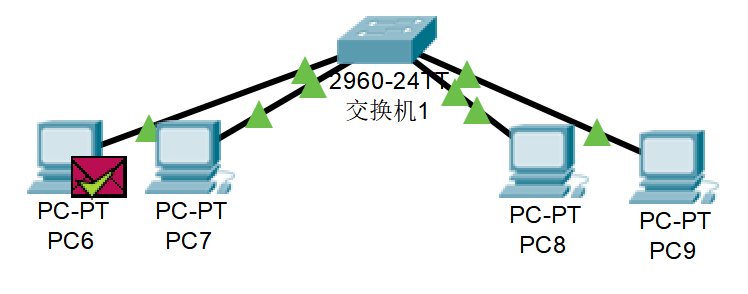 2960-24TT
交换机1
PC-PT
PC6
PC-PT
PC7
PC-PT
PC8
PC-PT
PC9